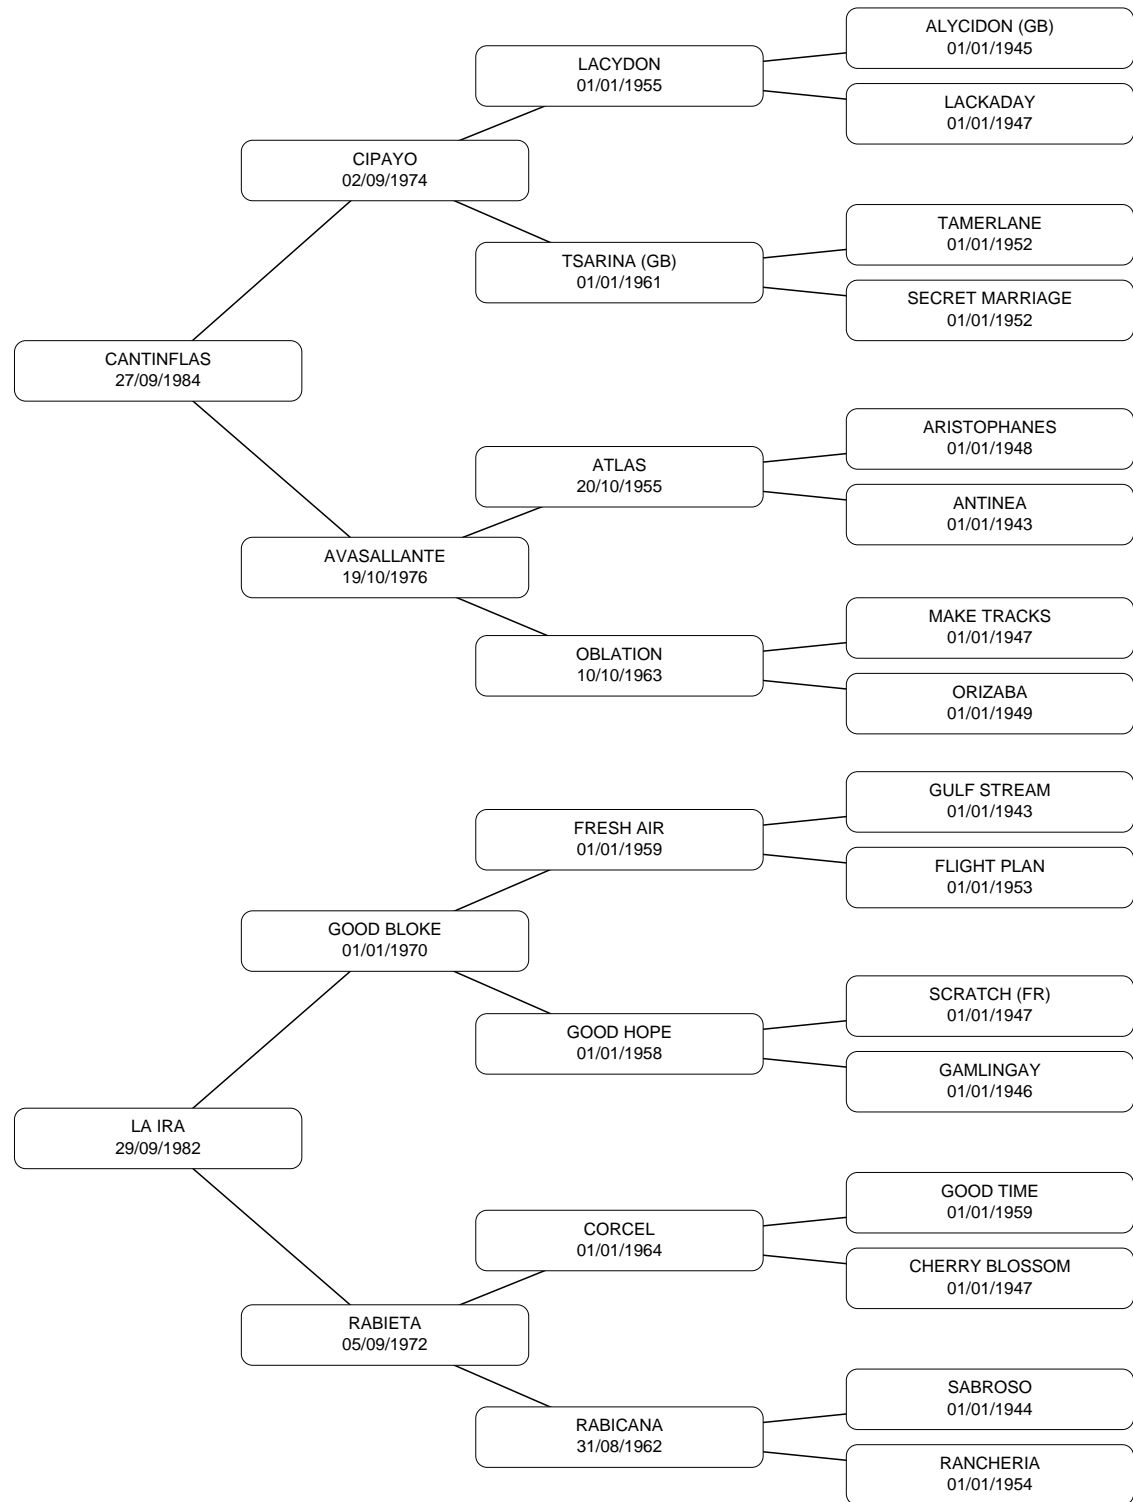 ALYCIDON (GB)
01/01/1945
LACYDON
01/01/1955
LACKADAY
01/01/1947
CIPAYO
02/09/1974
TAMERLANE
01/01/1952
TSARINA (GB)
01/01/1961
SECRET MARRIAGE
01/01/1952
CANTINFLAS
27/09/1984
ARISTOPHANES
01/01/1948
ATLAS
20/10/1955
ANTINEA
01/01/1943
AVASALLANTE
19/10/1976
MAKE TRACKS
01/01/1947
OBLATION
10/10/1963
ORIZABA
01/01/1949
GULF STREAM
01/01/1943
FRESH AIR
01/01/1959
FLIGHT PLAN
01/01/1953
GOOD BLOKE
01/01/1970
SCRATCH (FR)
01/01/1947
GOOD HOPE
01/01/1958
GAMLINGAY
01/01/1946
LA IRA
29/09/1982
GOOD TIME
01/01/1959
CORCEL
01/01/1964
CHERRY BLOSSOM
01/01/1947
RABIETA
05/09/1972
SABROSO
01/01/1944
RABICANA
31/08/1962
RANCHERIA
01/01/1954